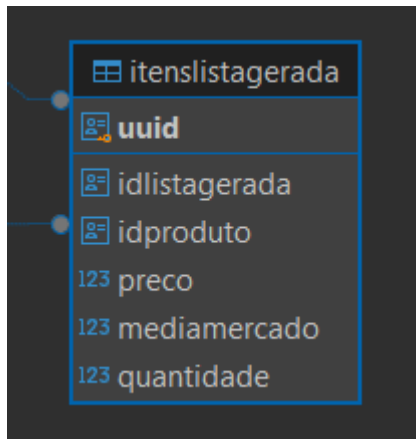 itenslistagerada
uuid
idlistagerada
idproduto
123 preco
123 mediamercado
123 quantidade